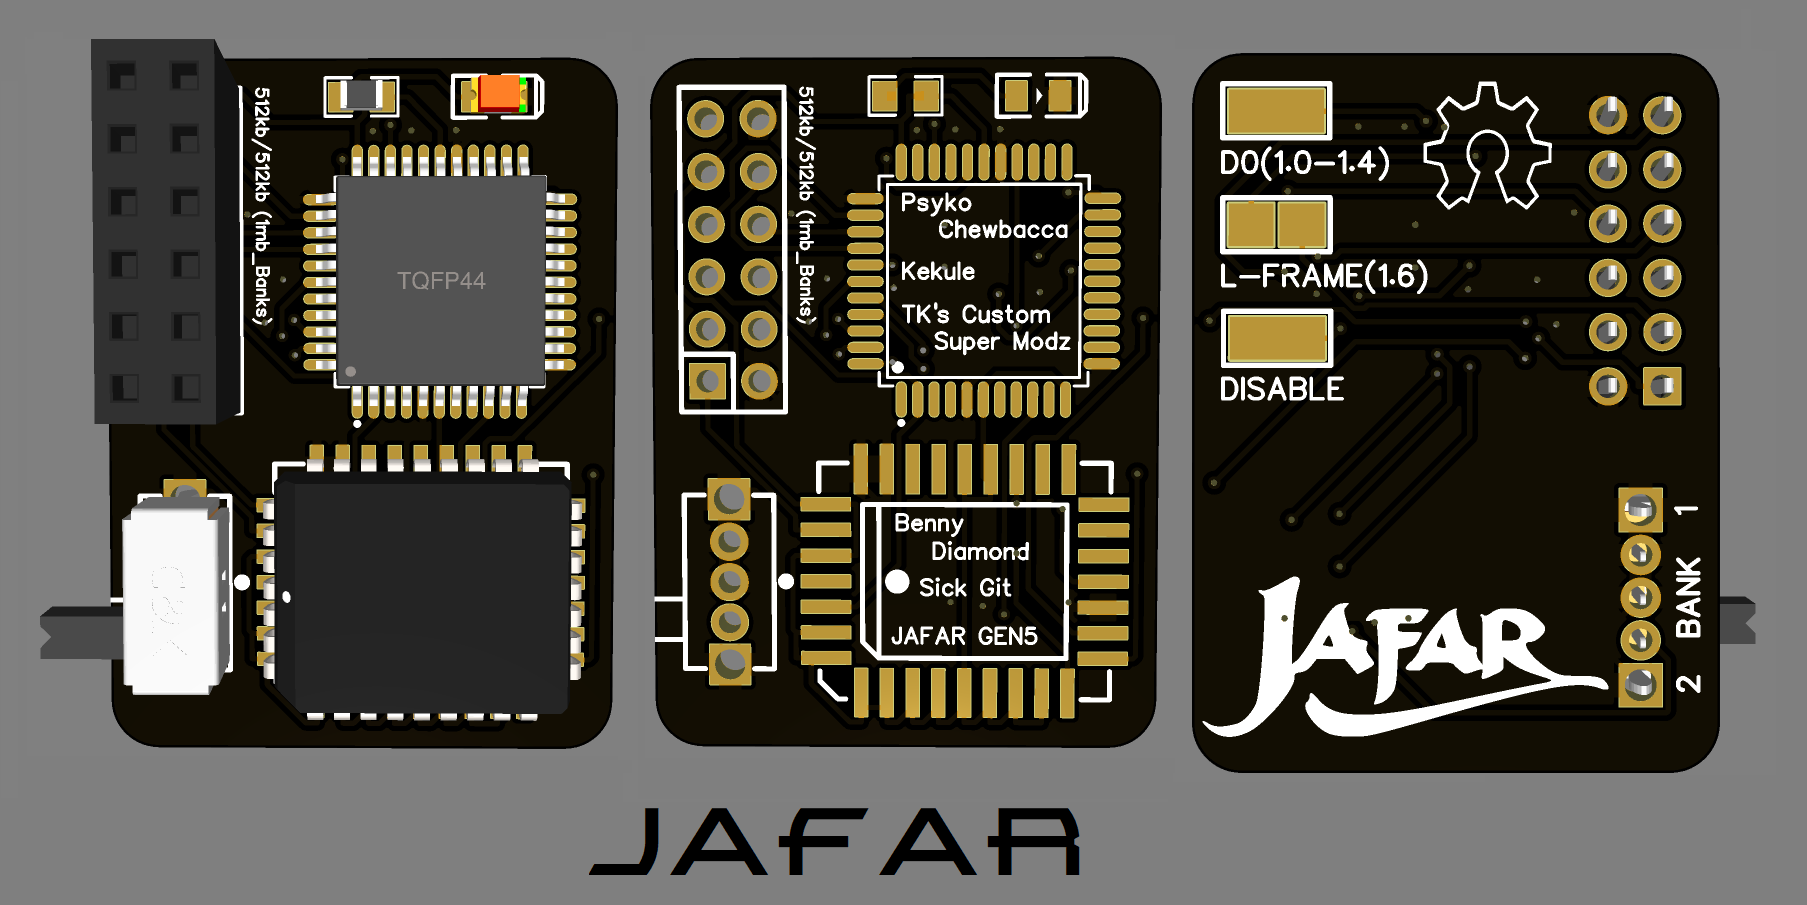 512kb/512kb (1mb_Banks)
TQFP44
C&K
512kb/512kb (1mb_Banks)
Psyko
Chewbacca
Kekule
TK's Custom
Super Modz
Benny
Diamond
Sick Git
JAFAR GEN5
D0(1.0-1.4)
L-FRAME(1.6)
DISABLE
1
BANK
2
JAFAR
JAFAR